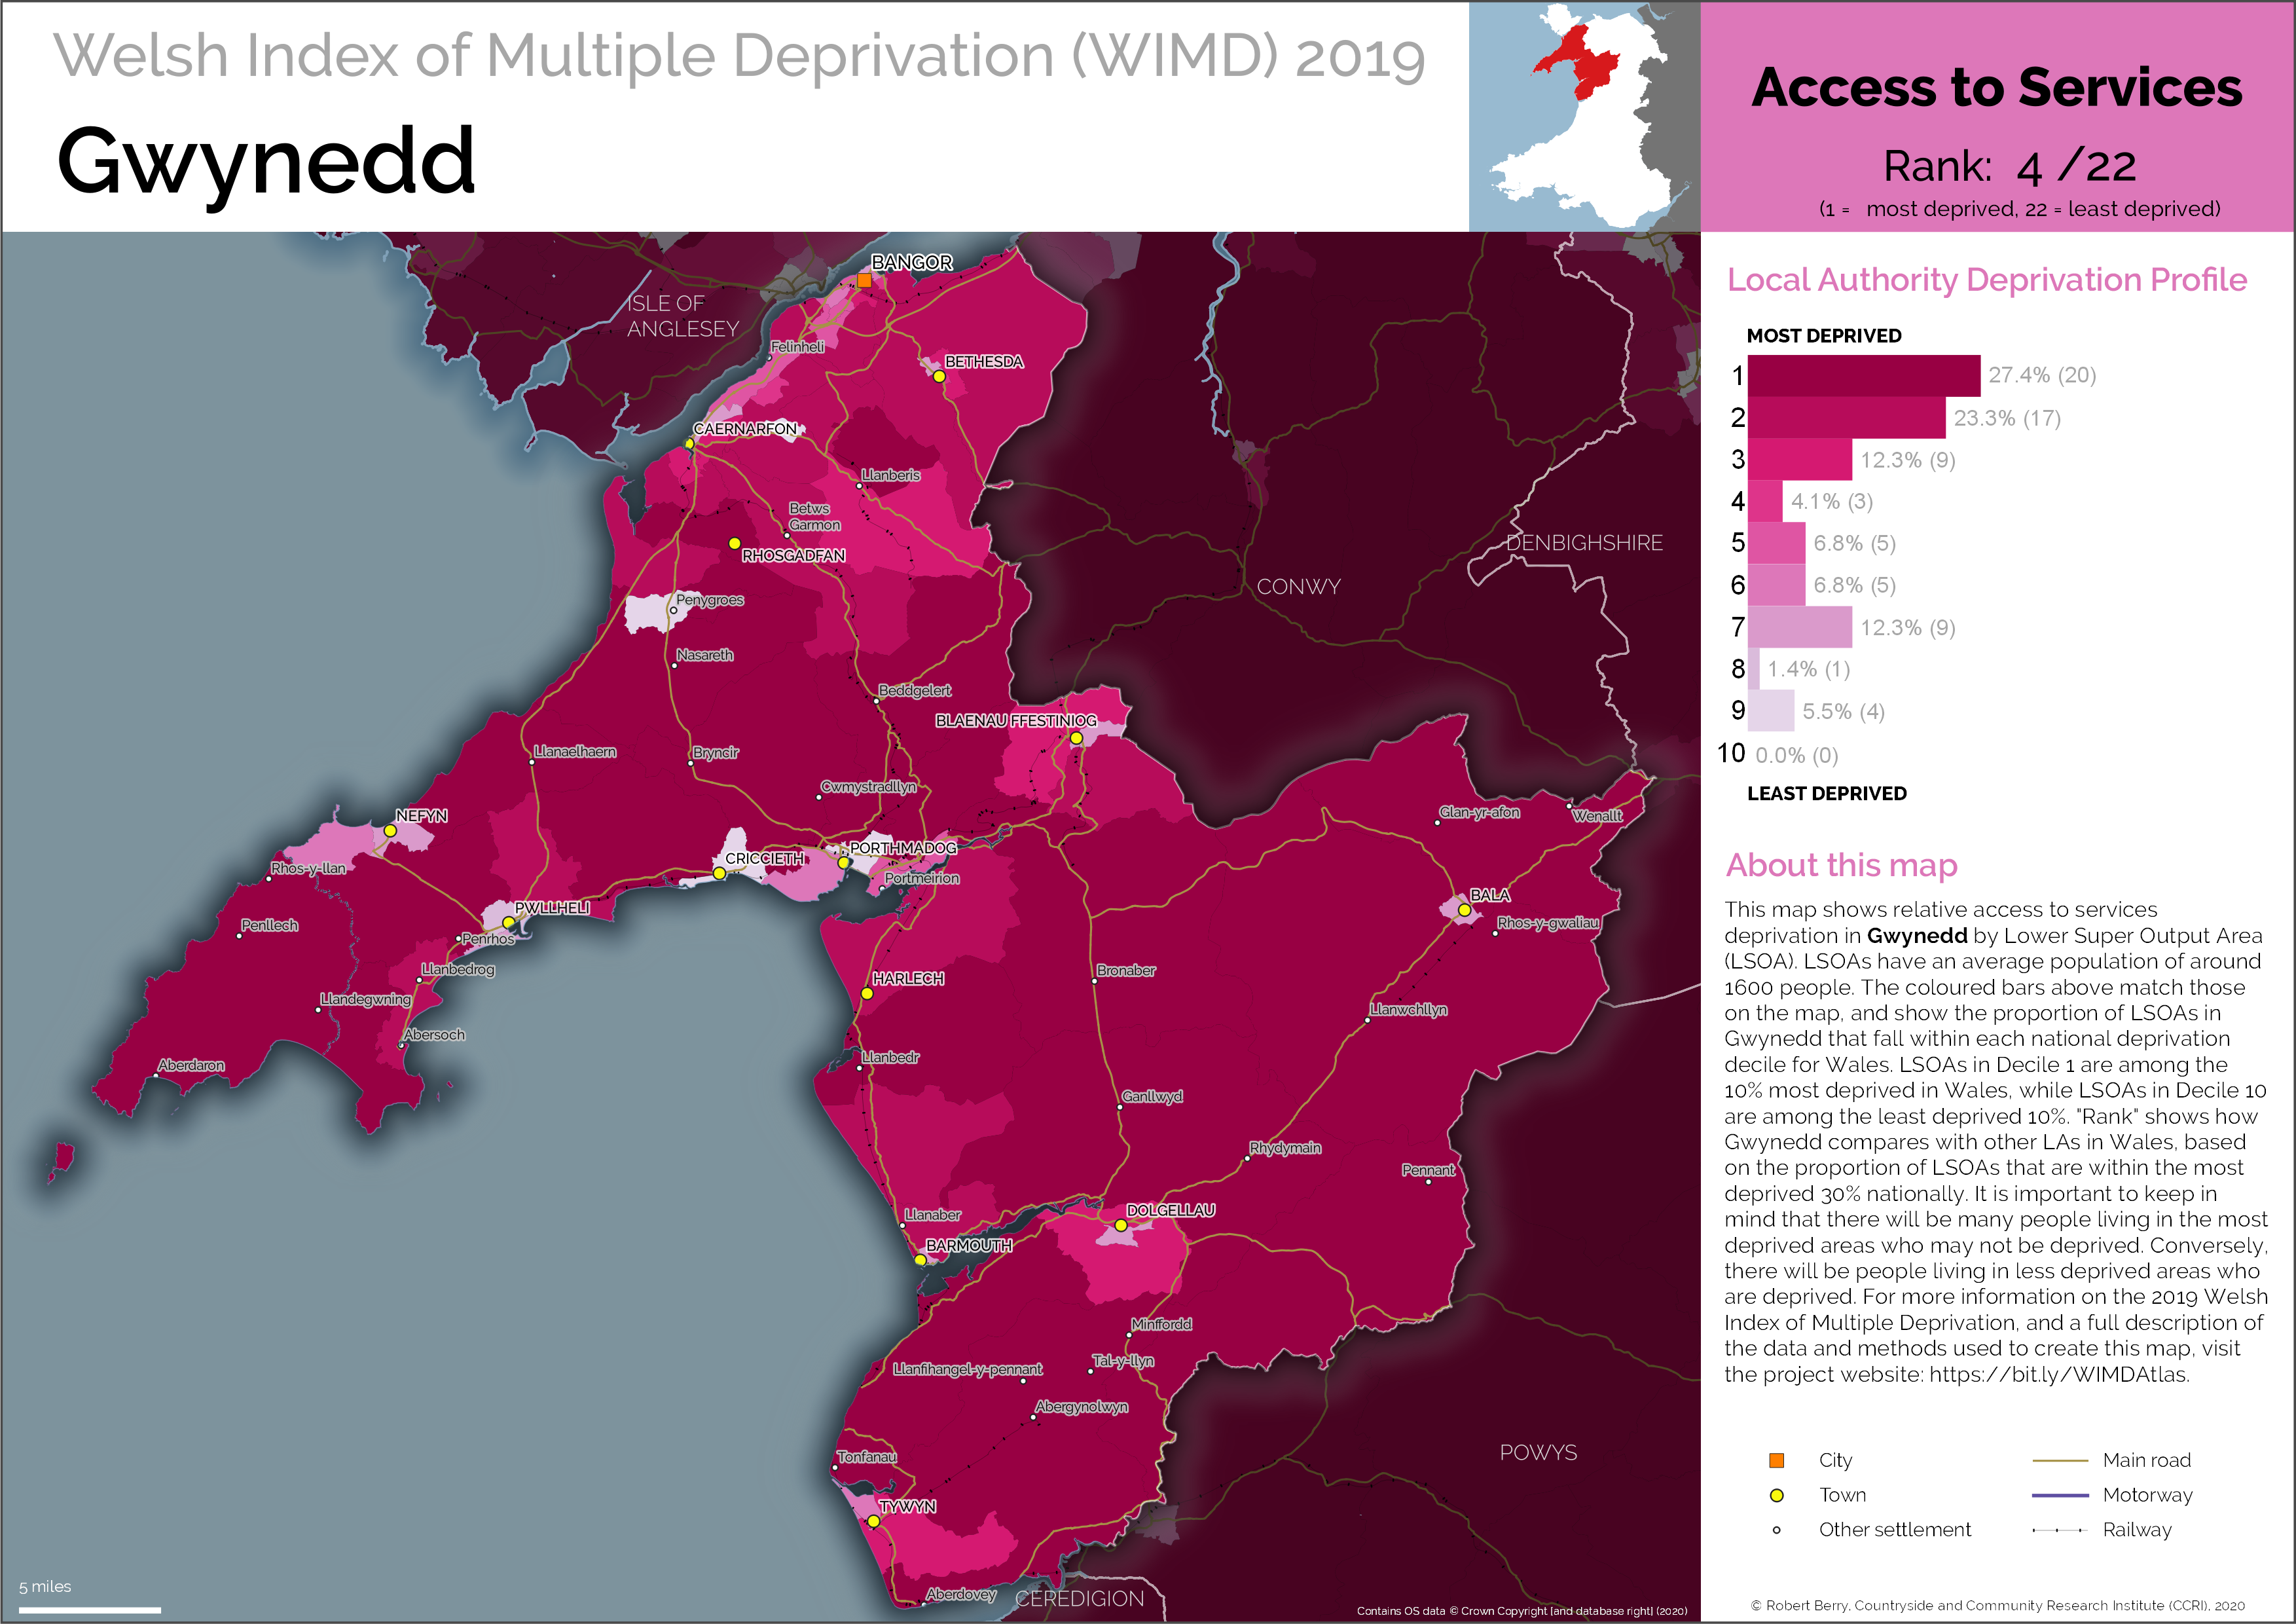 Welsh Index of Multiple Deprivation (WIMD) 2019
Gwynedd
Access to Services
Rank: 4 /22
(1 = most deprived, 22 = least deprived)
BANGOR
ISLE OF
ANGLESEY
Felinheli
BETHESDA
CAERNARFON
Llanberis
Betws
Garmon
RHOSGADFAN
DENBIGHSHIRE
CONWY
Penygroes
Nasareth
Beddgelert
BLAENAU FFESTINIOG
Llanaelhaern
Bryncir
Cwmystradllyn
NEFYN
Glan-yr-afon
Wenallt
CRICCIETH
PORTHMADOG
Rhos-y-llan
Portmeirion
BALA
PWLLHELI
Penllech
Rhos-y-gwaliau
Penrhos
Llanbedrog
Bronaber
HARLECH
Llandegwning
Llanwchllyn
Abersoch
Llanbedr
Aberdaron
Ganllwyd
Rhydymain
Pennant
Llanaber
DOLGELLAU
BARMOUTH
Minffordd
Tal-y-llyn
Llanfihangel-y-pennant
Abergynolwyn
Tonfanau
POWYS
TYWYN
Aberdovey
CEREDIGION
5 miles
Contains OS data © Crown Copyright [and database right] (2020)
Local Authority Deprivation Profile
MOST DEPRIVED
1 27.4% (20)
2 23.3% (17)
3 12.3% (9)
4 4.1% (3)
5 6.8% (5)
6 6.8% (5)
7 12.3% (9)
8 1.4% (1)
9 5.5% (4)
10 0.0% (0)
LEAST DEPRIVED
About this map
This map shows relative access to services
deprivation in Gwynedd by Lower Super Output Area
(LSOA). LSOAs have an average population of around
1600 people. The coloured bars above match those
on the map, and show the proportion of LSOAs in
Gwynedd that fall within each national deprivation
decile for Wales. LSOAs in Decile 1 are among the
10% most deprived in Wales, while LSOAs in Decile 10
are among the least deprived 10%. "Rank" shows how
Gwynedd compares with other LAs in Wales, based
on the proportion of LSOAs that are within the most
deprived 30% nationally. It is important to keep in
mind that there will be many people living in the most
deprived areas who may not be deprived. Conversely,
there will be people living in less deprived areas who
are deprived. For more information on the 2019 Welsh
Index of Multiple Deprivation, and a full description of
the data and methods used to create this map, visit
the project website: https://bit.ly/WIMDAtlas.
City
Town
Other settlement
Main road
Motorway
Railway
© Robert Berry, Countryside and Community Research Institute (CCRI), 2020